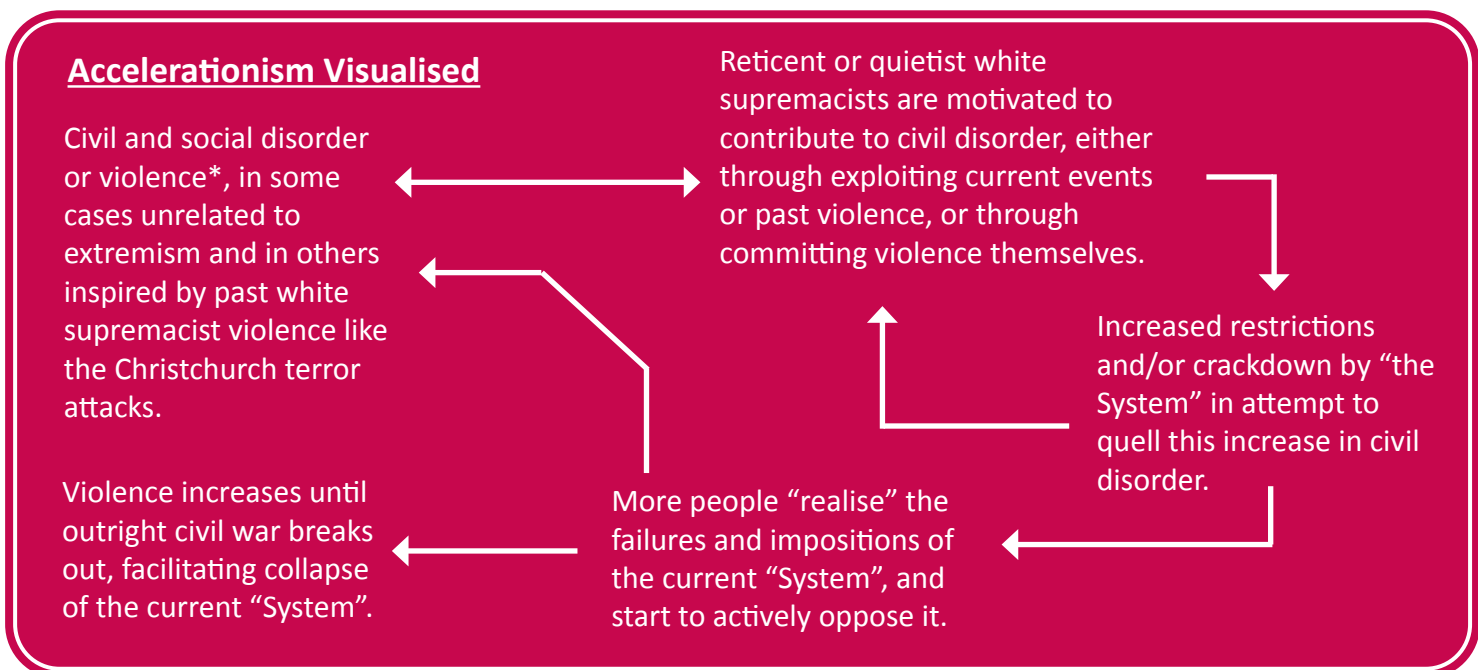 Accelerationism Visualised
Civil and social disorder
or violence*, in some
cases unrelated to
extremism and in others
inspired by past white
supremacist violence like
the Christchurch terror
attacks.
Reticent or quietist white
supremacists are motivated to
contribute to civil disorder, either
through exploiting current events
or past violence, or through
committing violence themselves.
Increased restrictions
and/or crackdown by “the
System” in attempt to
quell this increase in civil
disorder.
More people “realise” the
failures and impositions of
the current “System”, and
start to actively oppose it.
Violence increases until
outright civil war breaks
out, facilitating collapse
of the current “System”.